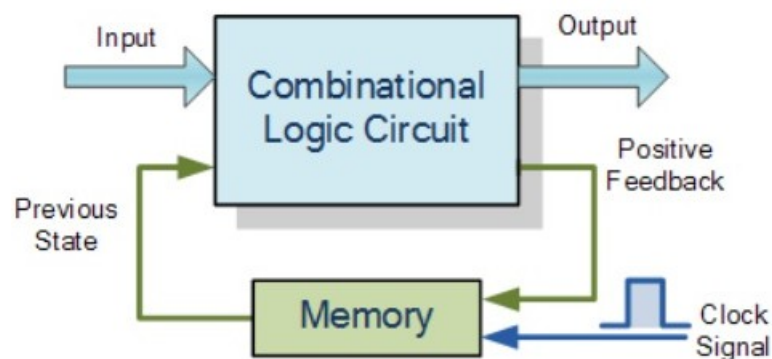 Input
Output
Combinational
Logic Circuit
Positive
Feedback
Previous
State
Memory
Clock
Signal